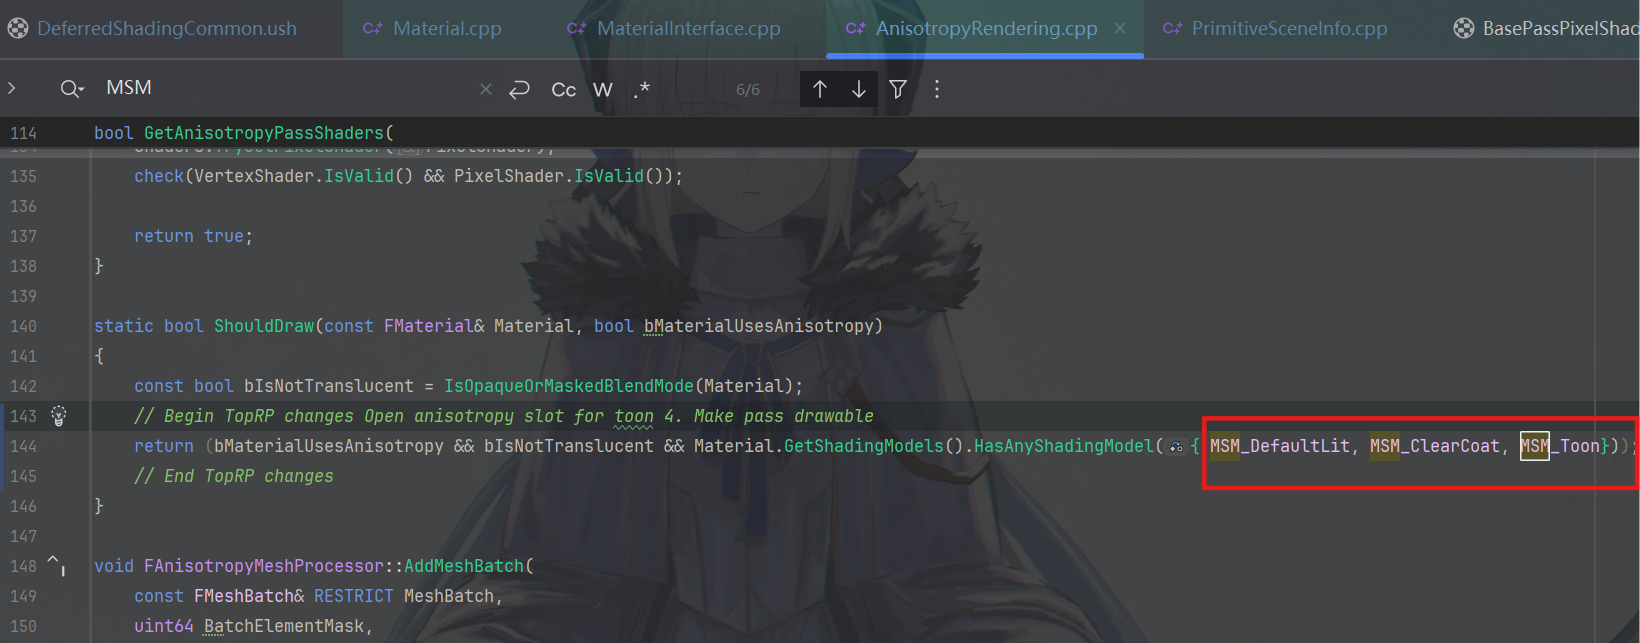 DeferredShadingCommon.ush Material.cpp MaterialInterface.cpp AnisotropyRendering.cpp PrimitiveSceneInfo.cpp BasePassPixelShad
MSM Cc W .* 6/6
114 bool GetAnisotropyPassShaders(
135 check(VertexShader.IsValid() && PixelShader.IsValid());
136
137 return true;
138 }
139
140 static bool ShouldDraw(const FMaterial& Material, bool bMaterialUsesAnisotropy)
141 {
142 const bool bIsNotTranslucent = IsOpaqueOrMaskedBlendMode(Material);
143 // Begin TopRP changes Open anisotropy slot for toon 4. Make pass drawable
144 return (bMaterialUsesAnisotropy && bIsNotTranslucent && Material.GetShadingModels().HasAnyShadingModel({ MSM_DefaultLit, MSM_ClearCoat, MSM_Toon}));
145 // End TopRP changes
146 }
147
148 void FAnisotropyMeshProcessor::AddMeshBatch(
149 const FMeshBatch& RESTRICT MeshBatch,
150 uint64 BatchElementMask,